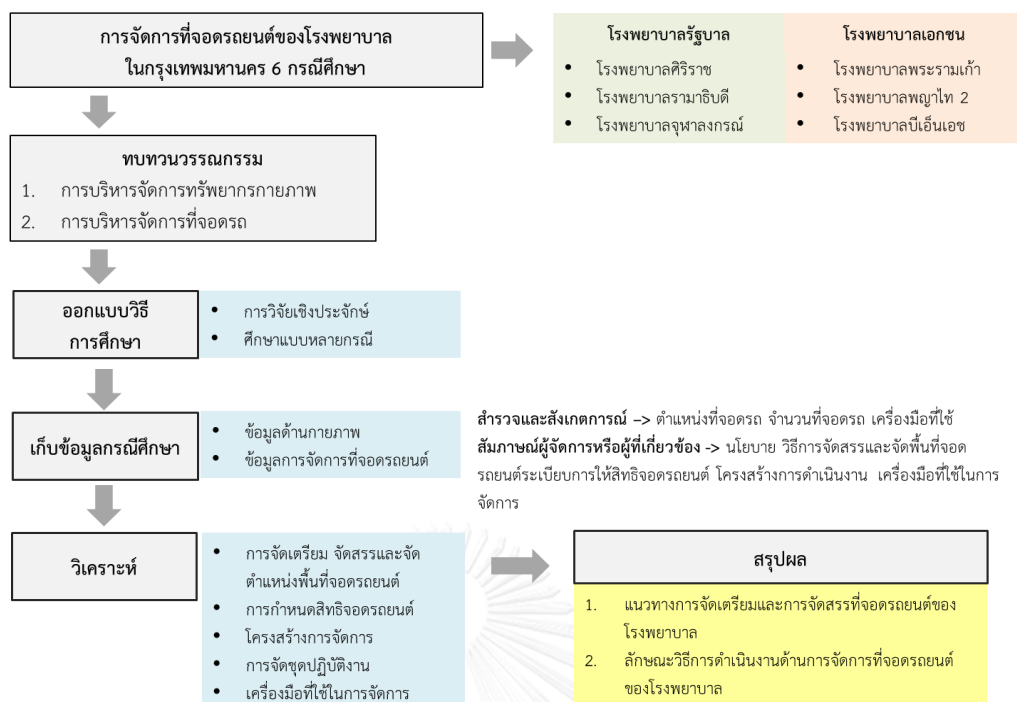 การจัดการที่จอดรถยนต์ของโรงพยาบาล
ในกรุงเทพมหานคร 6 กรณีศึกษา
โรงพยาบาลรัฐบาล
• โรงพยาบาลศิริราช
• โรงพยาบาลรามาธิบดี
• โรงพยาบาลจุฬาลงกรณ์
โรงพยาบาลเอกชน
• โรงพยาบาลพระรามเก้า
• โรงพยาบาลพญาไท 2
• โรงพยาบาลบีเอ็นเอช
ทบทวนวรรณกรรม
1. การบริหารจัดการทรัพยากรกายภาพ
2. การบริหารจัดการที่จอดรถ
ออกแบบวิธี
การศึกษา
• การวิจัยเชิงประจักษ์
• ศึกษาแบบหลายกรณี
เก็บข้อมูลกรณีศึกษา
• ข้อมูลด้านกายภาพ
• ข้อมูลการจัดการที่จอดรถยนต์
สำรวจและสังเกตการณ์ –> ตำแหน่งที่จอดรถ จำนวนที่จอดรถ เครื่องมือที่ใช้
สัมภาษณ์ผู้จัดการหรือผู้ที่เกี่ยวข้อง -> นโยบาย วิธีการจัดสรรและจัดพื้นที่จอด
รถยนต์ระเบียบการให้สิทธิจอดรถยนต์ โครงสร้างการดำเนินงาน เครื่องมือที่ใช้ในการ
จัดการ
วิเคราะห์
• การจัดเตรียม จัดสรรและจัด
ตำแหน่งพื้นที่จอดรถยนต์
• การกำหนดสิทธิจอดรถยนต์
• โครงสร้างการจัดการ
• การจัดชุดปฏิบัติงาน
• เครื่องมือที่ใช้ในการจัดการ
สรุปผล
1. แนวทางการจัดเตรียมและการจัดสรรที่จอดรถยนต์ของ
โรงพยาบาล
2. ลักษณะวิธีการดำเนินงานด้านการจัดการที่จอดรถยนต์
ของโรงพยาบาล